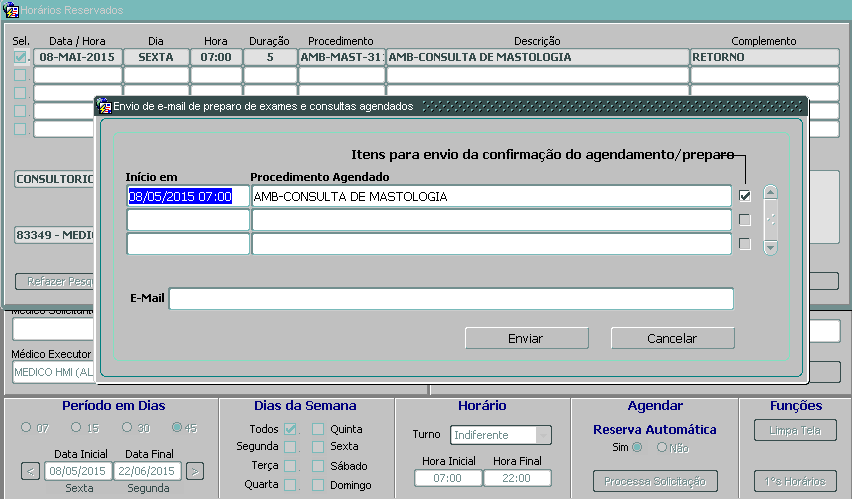 Horários Reservados
Sel. Data / Hora Dia Hora Duração Procedimento Descrição Complemento
08-MAI-2015 SEXTA 07:00 5 AMB-MAST-31 AMB-CONSULTA DE MASTOLOGIA RETORNO
Envio de e-mail de preparo de exames e consultas agendados
Itens para envio da confirmação do agendamento/preparo
Início em Procedimento Agendado
08/05/2015 07:00 AMB-CONSULTA DE MASTOLOGIA
CONSULTORIO
83349 - MEDI
Refazer Pesqu
E-Mail
Enviar Cancelar
Médico Solicitante
Médico Executor
MEDICO HMI (AL
Período em Dias Dias da Semana Horário Agendar Funções
07 15 30 45
Todos Quinta
Segunda Sexta
Terça Sábado
Quarta Domingo
Turno Indiferente
Reserva Automática
Sim Não
Limpa Tela
Data Inicial Data Final
< 08/05/2015 22/06/2015 >
Sexta Segunda
Hora Inicial Hora Final
07:00 22:00
Processa Solicitação
1ºs Horários